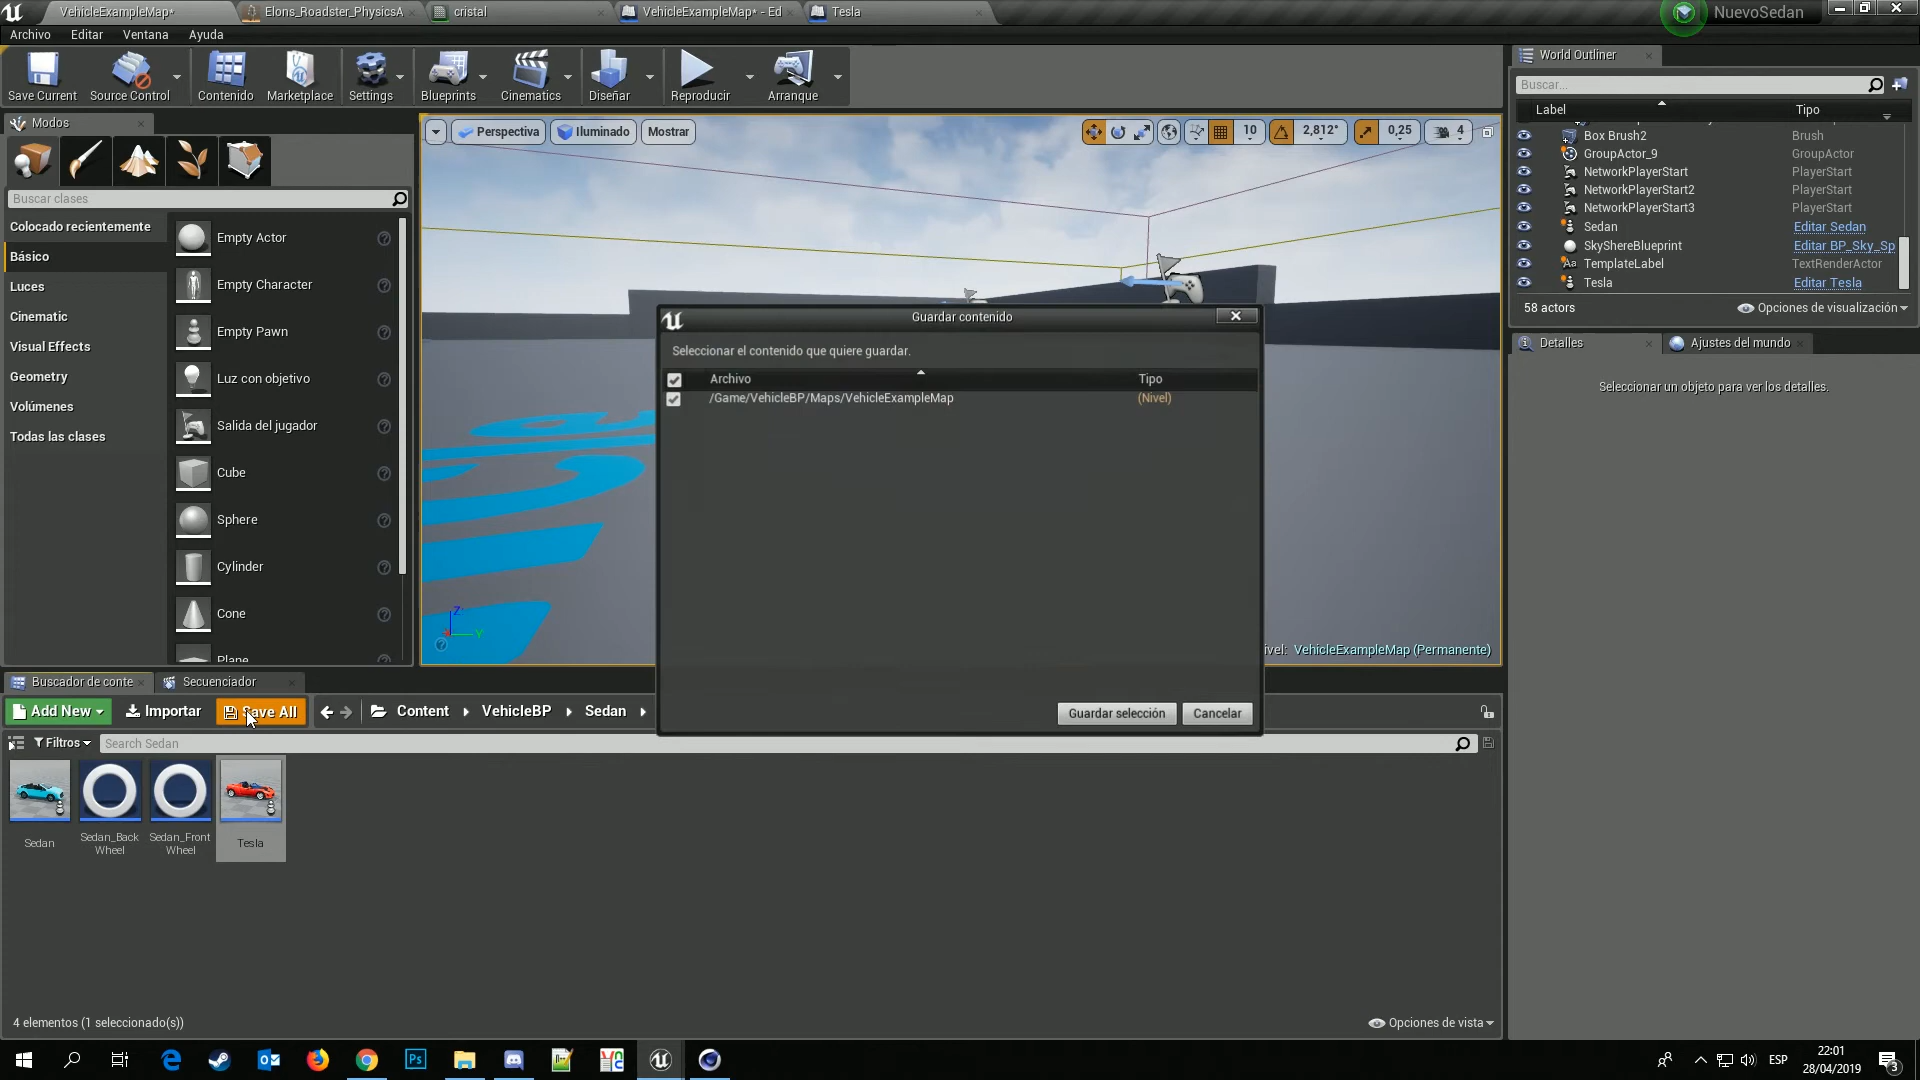 VehicleExampleMap*
Elons_Roadster_PhysicsA
cristal
VehicleExampleMap* - Ed
Tesla
NuevoSedan
Archivo
Editar
Ventana
Ayuda
Save Current
Source Control
Contenido
Marketplace
Settings
Blueprints
Cinematics
Diseñar
Reproducir
Arranque
Modos
Buscar clases
Colocado recientemente
Básico
Luces
Cinematic
Visual Effects
Geometry
Volúmenes
Todas las clases
Empty Actor
Empty Character
Empty Pawn
Luz con objetivo
Salida del jugador
Cube
Sphere
Cylinder
Cone
Plane
Perspectiva
Iluminado
Mostrar
10
2,812°
0,25
4
Z
Y
ivel: VehicleExampleMap (Permanente)
Guardar contenido
Seleccionar el contenido que quiere guardar.
Archivo Tipo
/Game/VehicleBP/Maps/VehicleExampleMap (Nivel)
Guardar selección
Cancelar
World Outliner
Buscar...
Label Tipo
Box Brush2 Brush
GroupActor_9 GroupActor
NetworkPlayerStart PlayerStart
NetworkPlayerStart2 PlayerStart
NetworkPlayerStart3 PlayerStart
Sedan Editar Sedan
SkyShereBlueprint Editar BP_Sky_Sp
TemplateLabel TextRenderActor
Tesla Editar Tesla
58 actors
Opciones de visualización
Detalles
Ajustes del mundo
Seleccionar un objeto para ver los detalles.
Buscador de conte
Secuenciador
Add New
Importar
Save All
Content
VehicleBP
Sedan
Filtros
Search Sedan
Sedan
Sedan_Back
Wheel
Sedan_Front
Wheel
Tesla
4 elementos (1 seleccionado(s))
Opciones de vista
Ps
ESP
22:01
28/04/2019
3